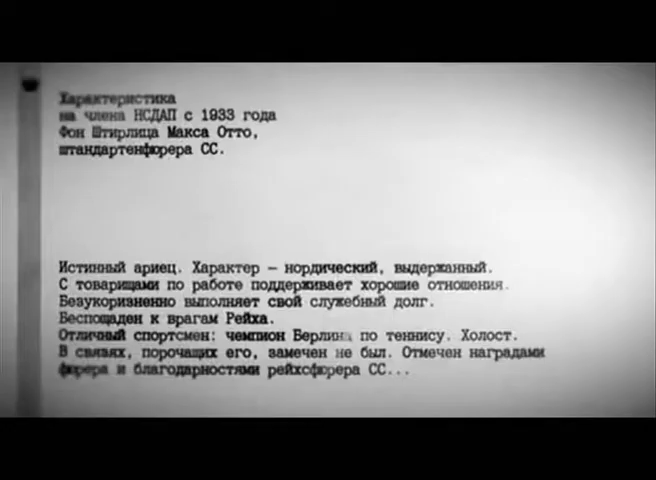 Характеристика
на члена НСДАП с 1933 года
Фон Штирлица Макса Отто,
штандартенфюрера СС.
Истинный ариец. Характер – нордический, выдержанный.
С товарищами по работе поддерживает хорошие отношения.
Безукоризненно выполняет свой служебный долг.
Беспощаден к врагам Рейха.
Отличный спортсмен: чемпион Берлина по теннису. Холост.
В связях, порочащих его, замечен не был. Отмечен наградами
фюрера и благодарностями рейхсфюрера СС...